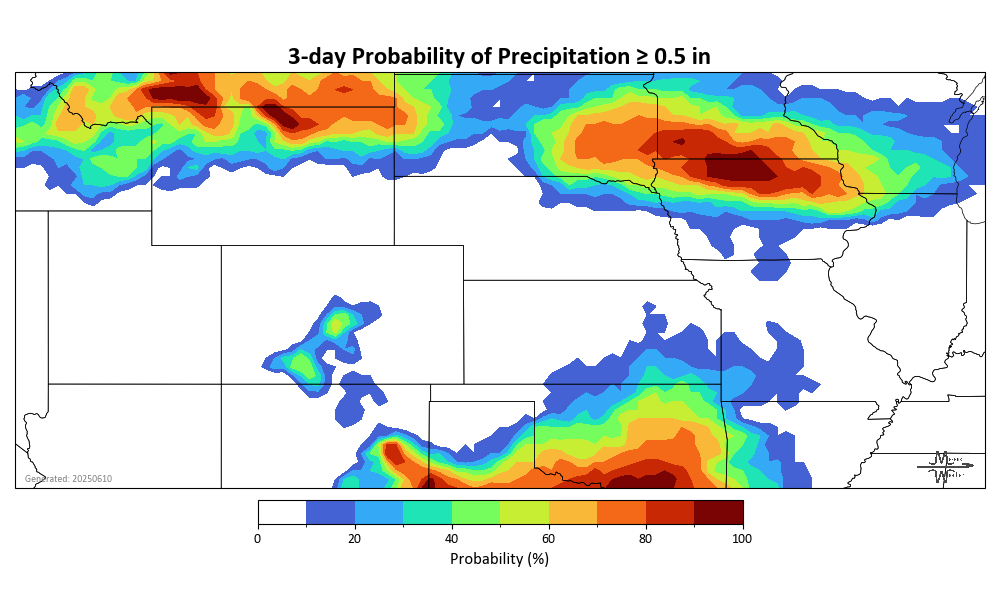 3-day Probability of Precipitation ≥ 0.5 in
Generated: 20250610
0 20 40 60 80 100
Probability (%)